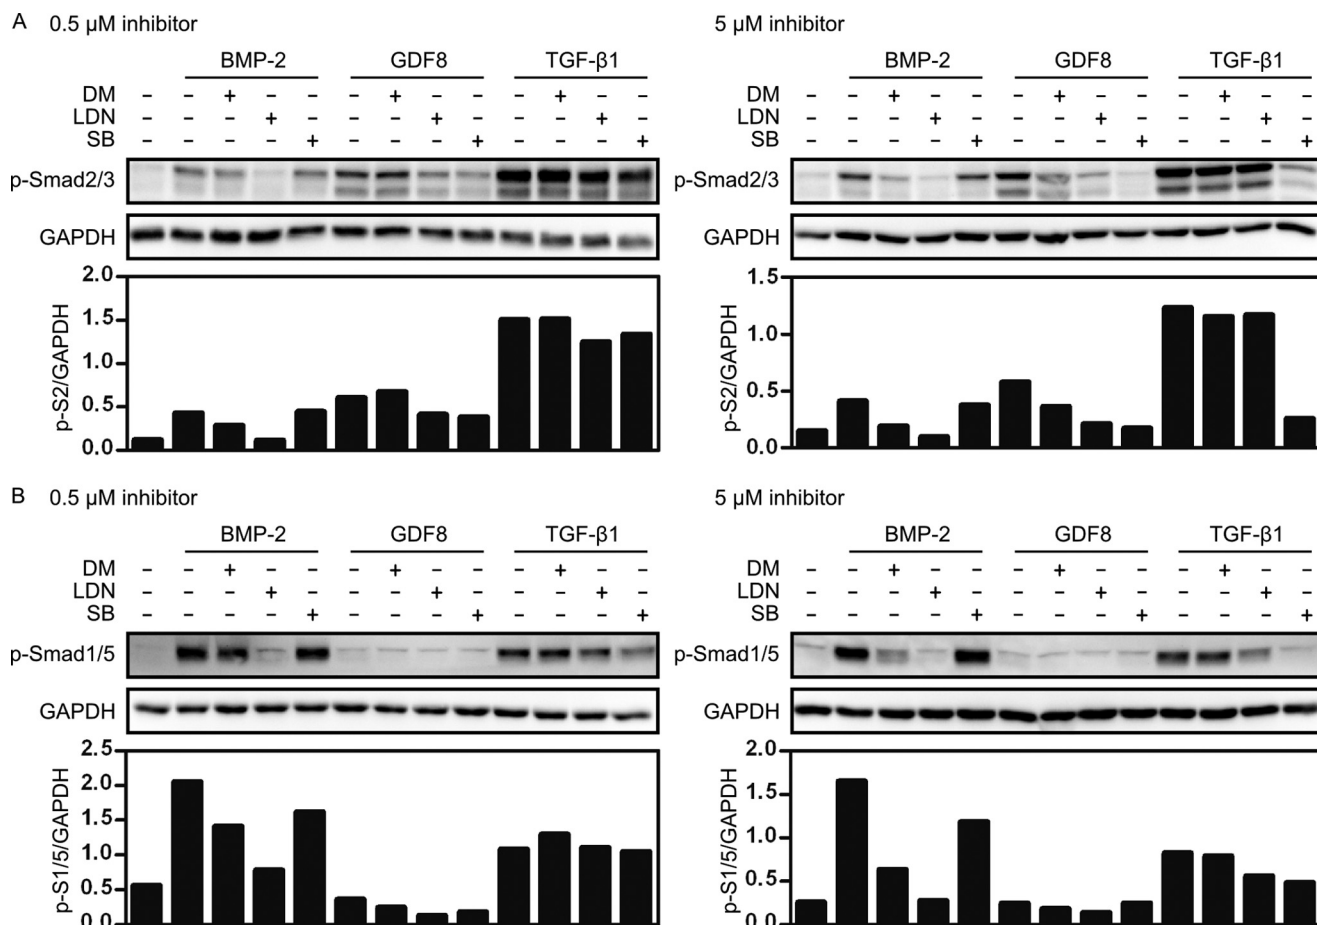 A 0.5 µM inhibitor
BMP-2 GDF8 TGF-β1
DM – – + – – – + – – – + – –
LDN – – – + – – – + – – – + –
SB – – – – + – – – + – – – +
p-Smad2/3
GAPDH
p-S2/GAPDH
2.0
1.5
1.0
0.5
0.0
5 µM inhibitor
BMP-2 GDF8 TGF-β1
DM – – + – – – + – – – + – –
LDN – – – + – – – + – – – + –
SB – – – – + – – – + – – – +
p-Smad2/3
GAPDH
p-S2/GAPDH
1.5
1.0
0.5
0.0
B 0.5 µM inhibitor
BMP-2 GDF8 TGF-β1
DM – – + – – – + – – – + – –
LDN – – – + – – – + – – – + –
SB – – – – + – – – + – – – +
p-Smad1/5
GAPDH
p-S1/5/GAPDH
2.5
2.0
1.5
1.0
0.5
0.0
5 µM inhibitor
BMP-2 GDF8 TGF-β1
DM – – + – – – + – – – + – –
LDN – – – + – – – + – – – + –
SB – – – – + – – – + – – – +
p-Smad1/5
GAPDH
p-S1/5/GAPDH
2.0
1.5
1.0
0.5
0.0